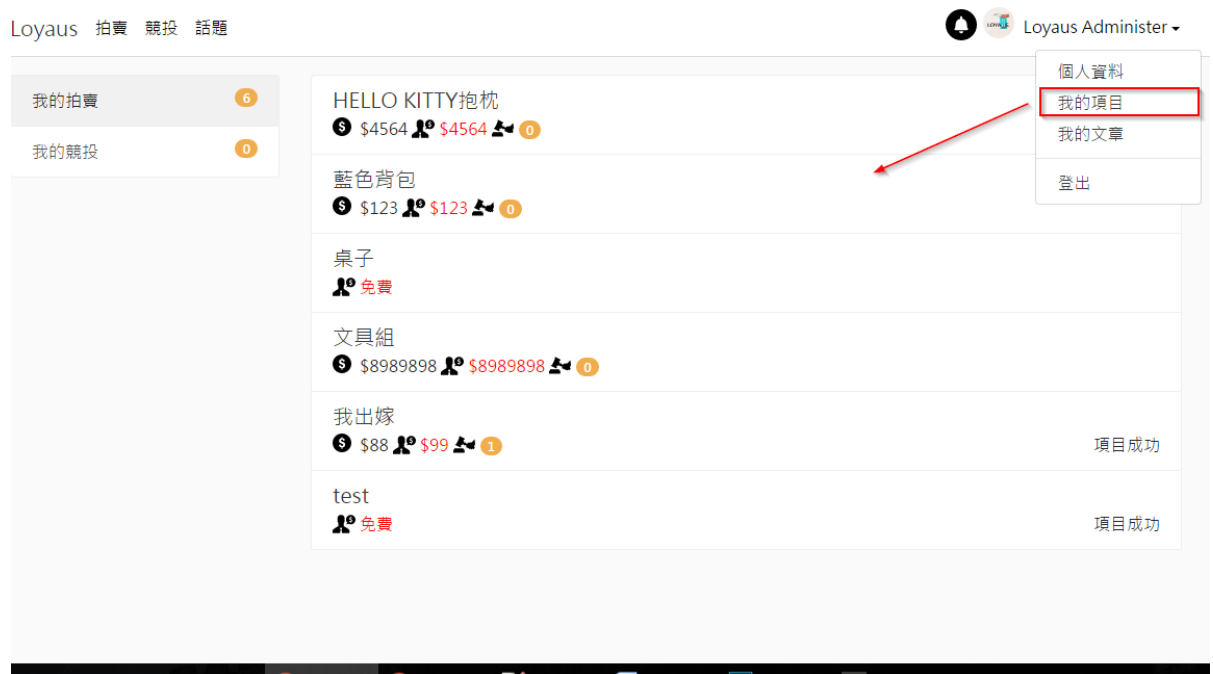 Loyaus 拍賣 競投 話題 Loyaus Administer
個人資料
我的項目
我的文章
登出
我的拍賣 6
我的競投 0
HELLO KITTY抱枕
$4564 $4564 0
藍色背包
$123 $123 0
桌子
免費
文具組
$8989898 $8989898 0
我出嫁
$88 $99 1 項目成功
test
免費 項目成功